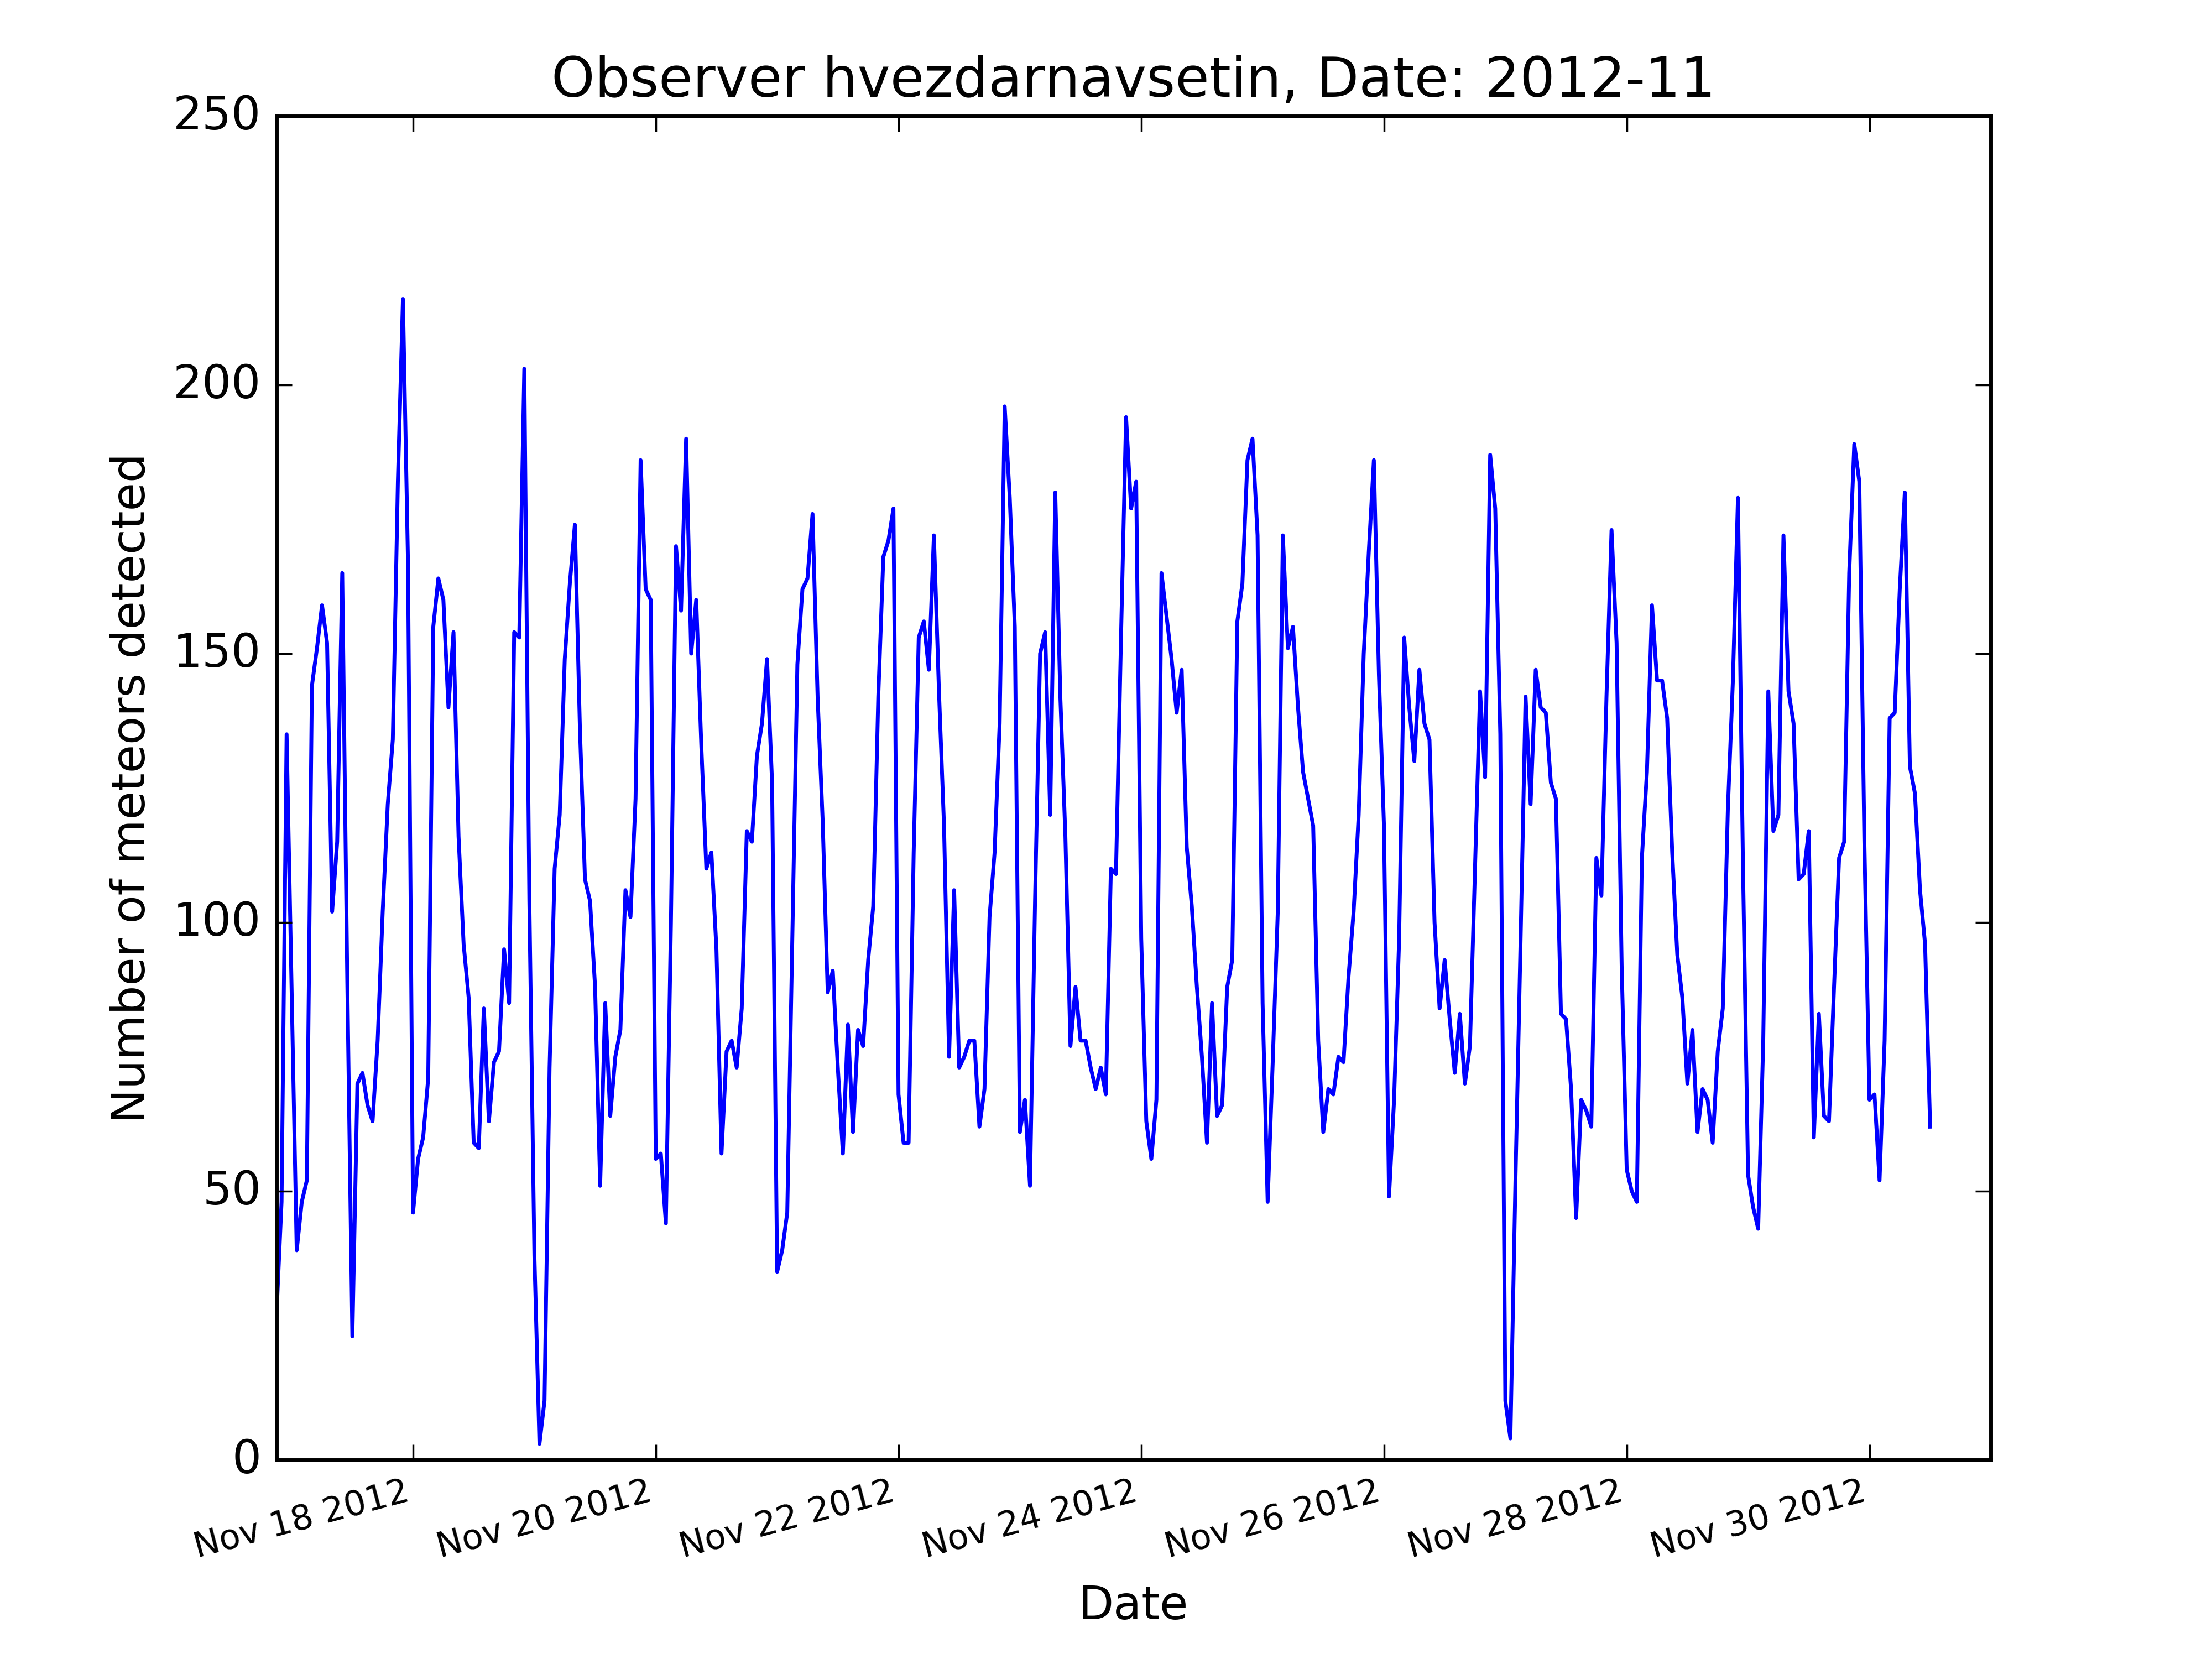 Observer hvezdarnavsetin, Date: 2012-11
250
200
150
100
50
0
Number of meteors detected
Nov 18 2012
Nov 20 2012
Nov 22 2012
Nov 24 2012
Nov 26 2012
Nov 28 2012
Nov 30 2012
Date